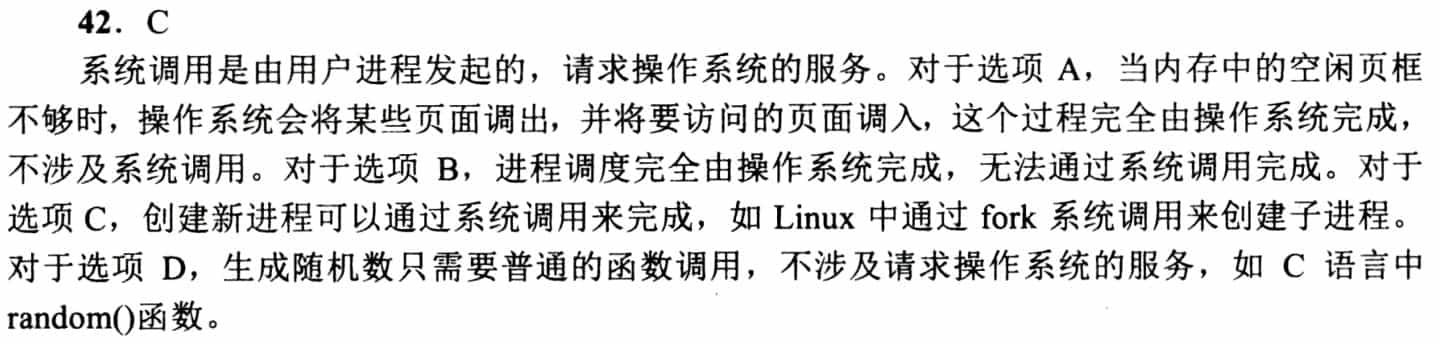 42. C
系统调用是由用户进程发起的，请求操作系统的服务。对于选项 A，当内存中的空闲页框
不够时，操作系统会将某些页面调出，并将要访问的页面调入，这个过程完全由操作系统完成，
不涉及系统调用。对于选项 B，进程调度完全由操作系统完成，无法通过系统调用完成。对于
选项 C，创建新进程可以通过系统调用来完成，如 Linux 中通过 fork 系统调用来创建子进程。
对于选项 D，生成随机数只需要普通的函数调用，不涉及请求操作系统的服务，如 C 语言中
random()函数。